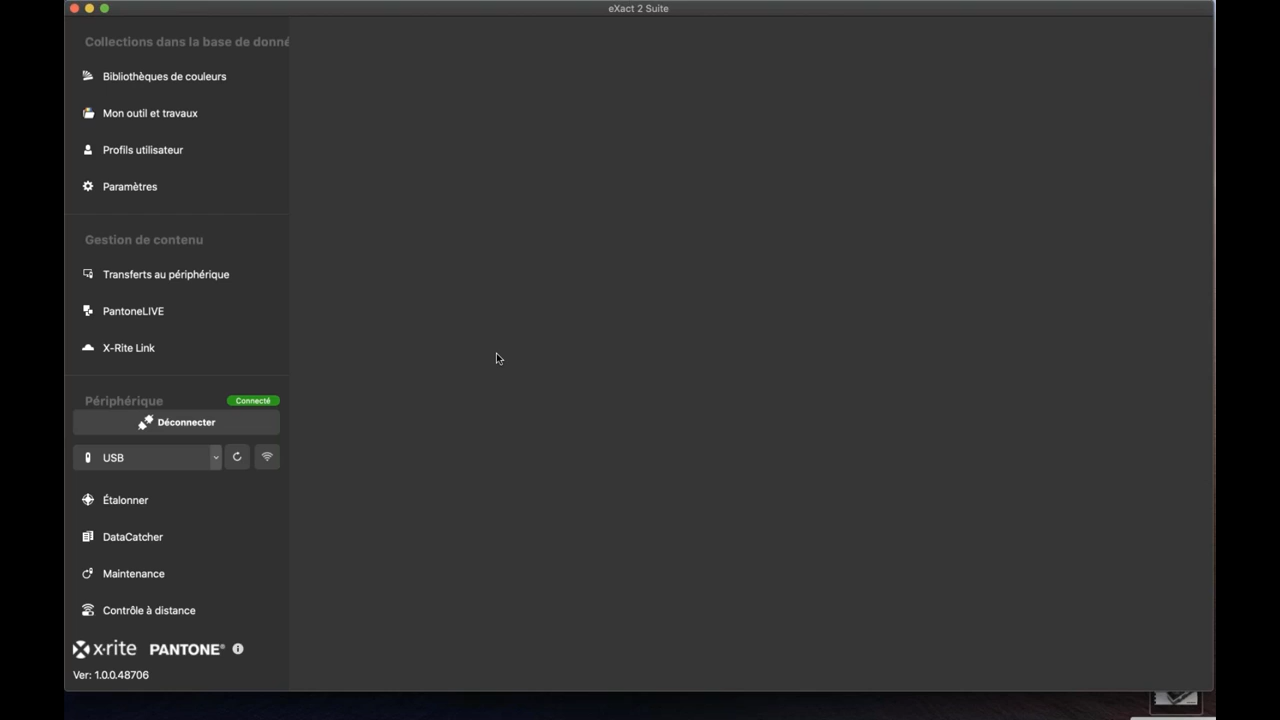 eXact 2 Suite
Collections dans la base de donné
Bibliothèques de couleurs
Mon outil et travaux
Profils utilisateur
Paramètres
Gestion de contenu
Transferts au périphérique
PantoneLIVE
X-Rite Link
Périphérique Connecté
Déconnecter
USB
Étalonner
DataCatcher
Maintenance
Contrôle à distance
x·rite PANTONE®
Ver: 1.0.0.48706